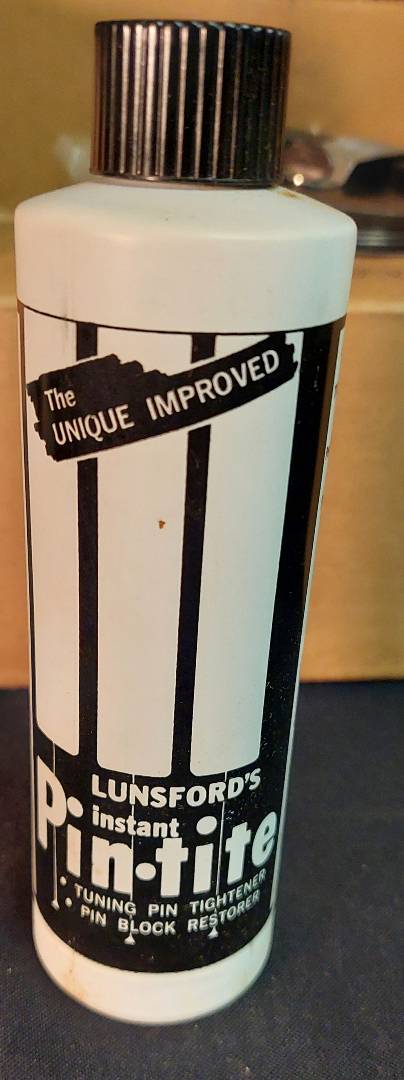 The
UNIQUE IMPROVED
LUNSFORD'S
instant
Pin·tite
• TUNING PIN TIGHTENER
• PIN BLOCK RESTORER